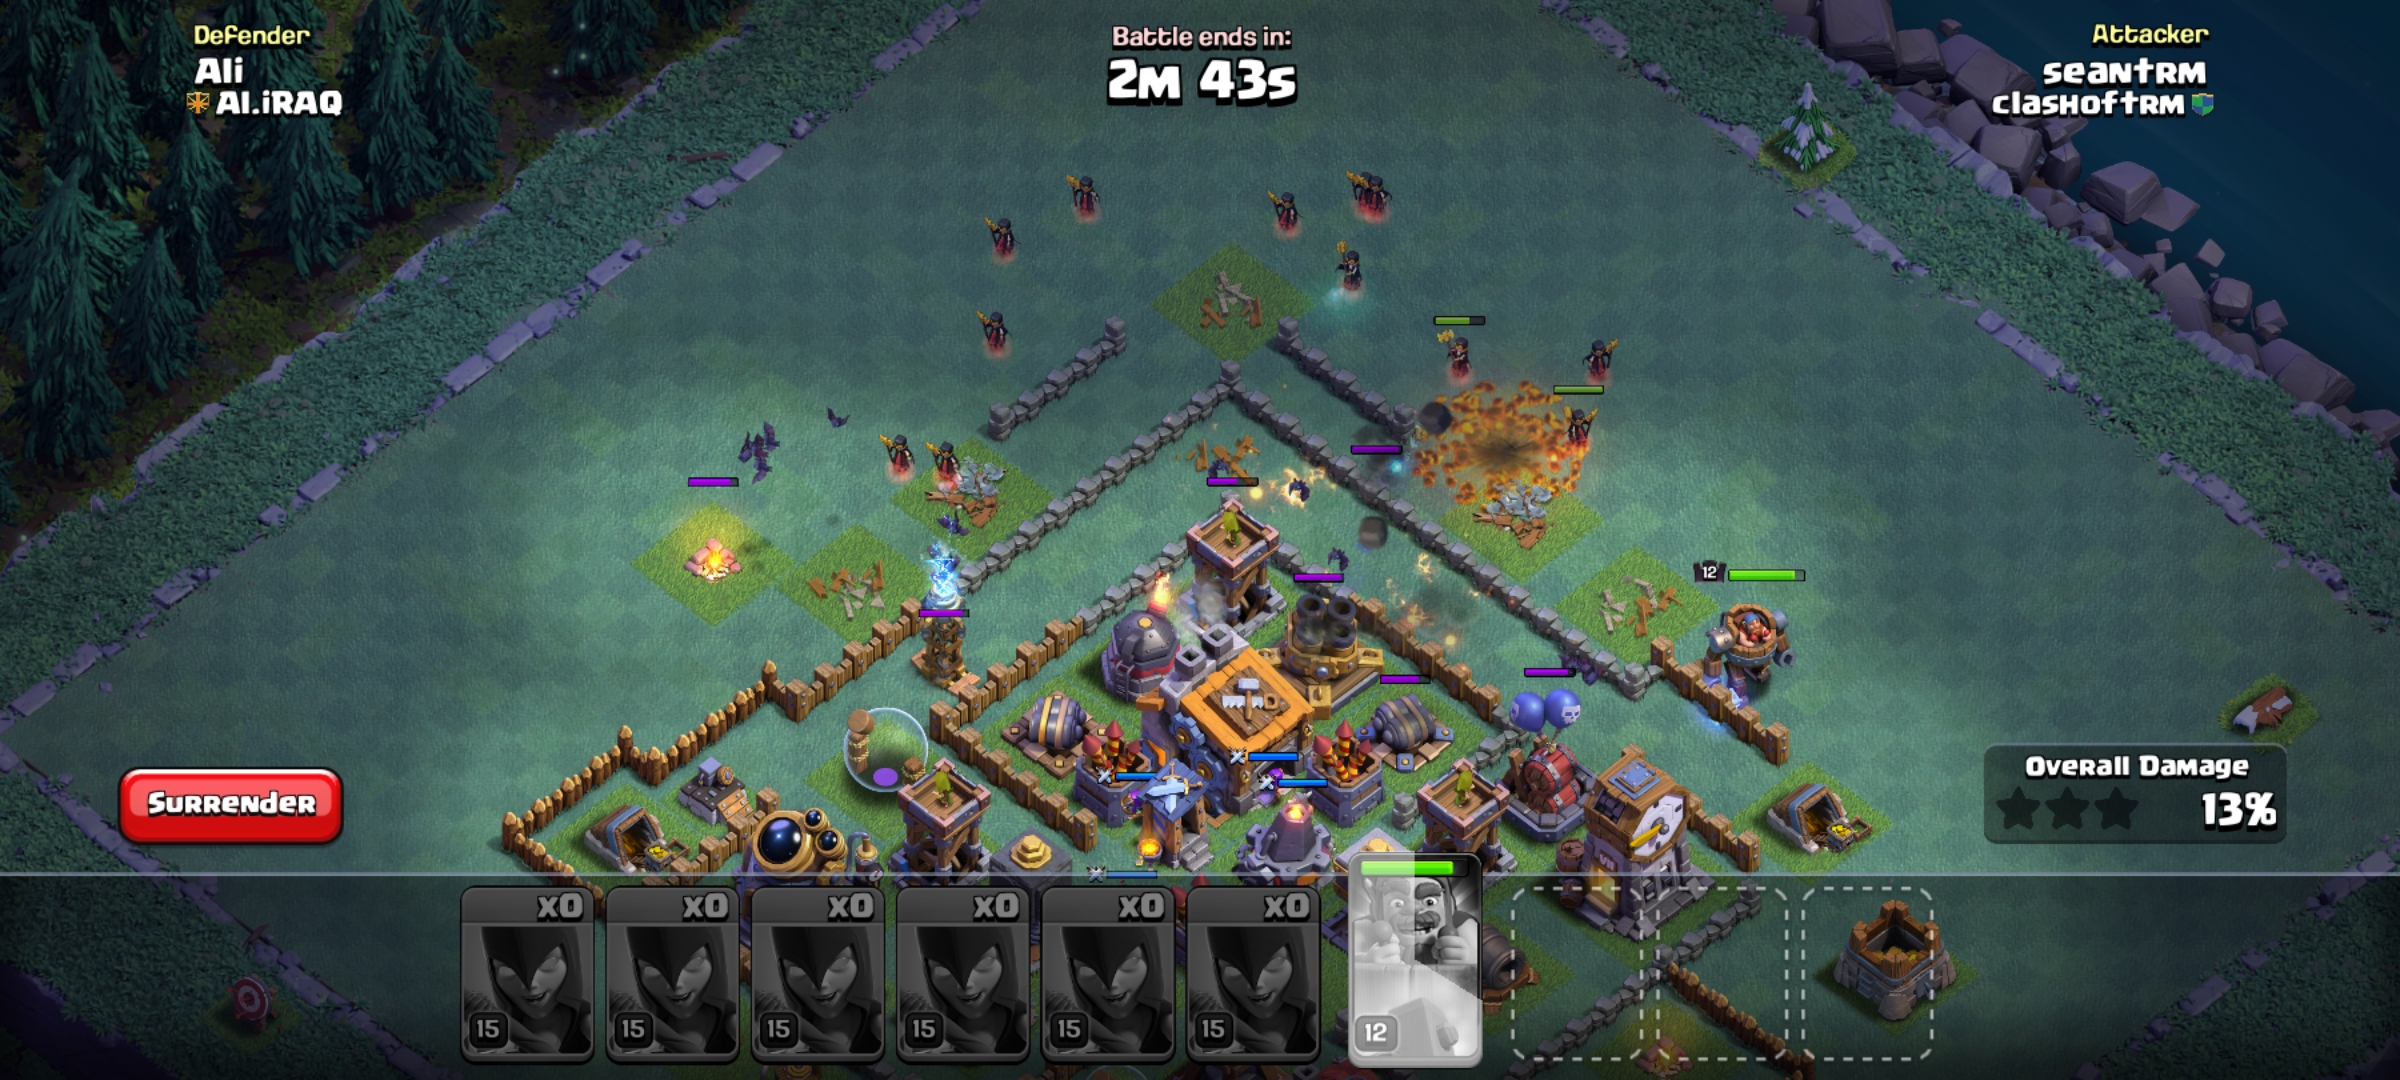 Defender
Ali
Al.iRAQ
Battle ends in:
2M 43s
Attacker
seantRM
clashoftRM
12
Surrender
Overall Damage
13%
x0
x0
x0
x0
x0
x0
15
15
15
15
15
15
12